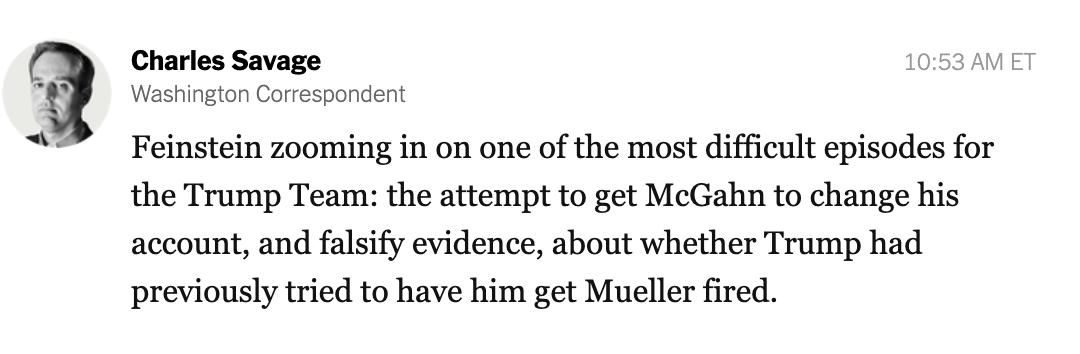 Charles Savage
10:53 AM ET
Washington Correspondent
Feinstein zooming in on one of the most difficult episodes for
the Trump Team: the attempt to get McGahn to change his
account, and falsify evidence, about whether Trump had
previously tried to have him get Mueller fired.